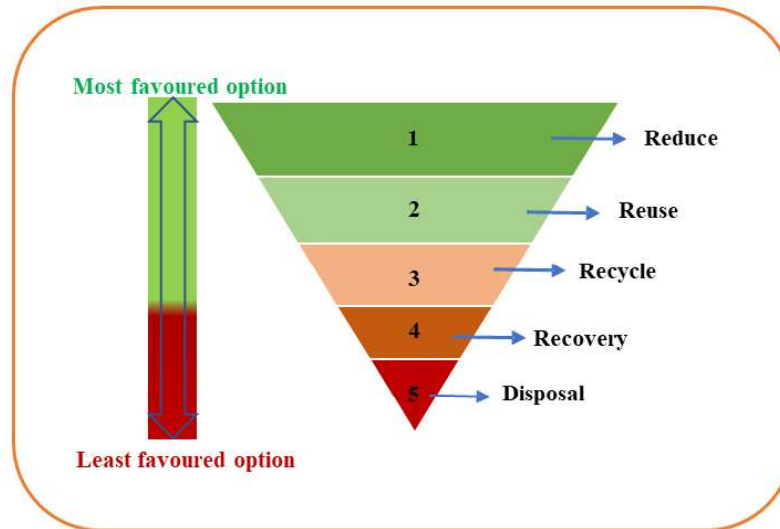 Most favoured option
1
Reduce
2
Reuse
3
Recycle
4
Recovery
5
Disposal
Least favoured option